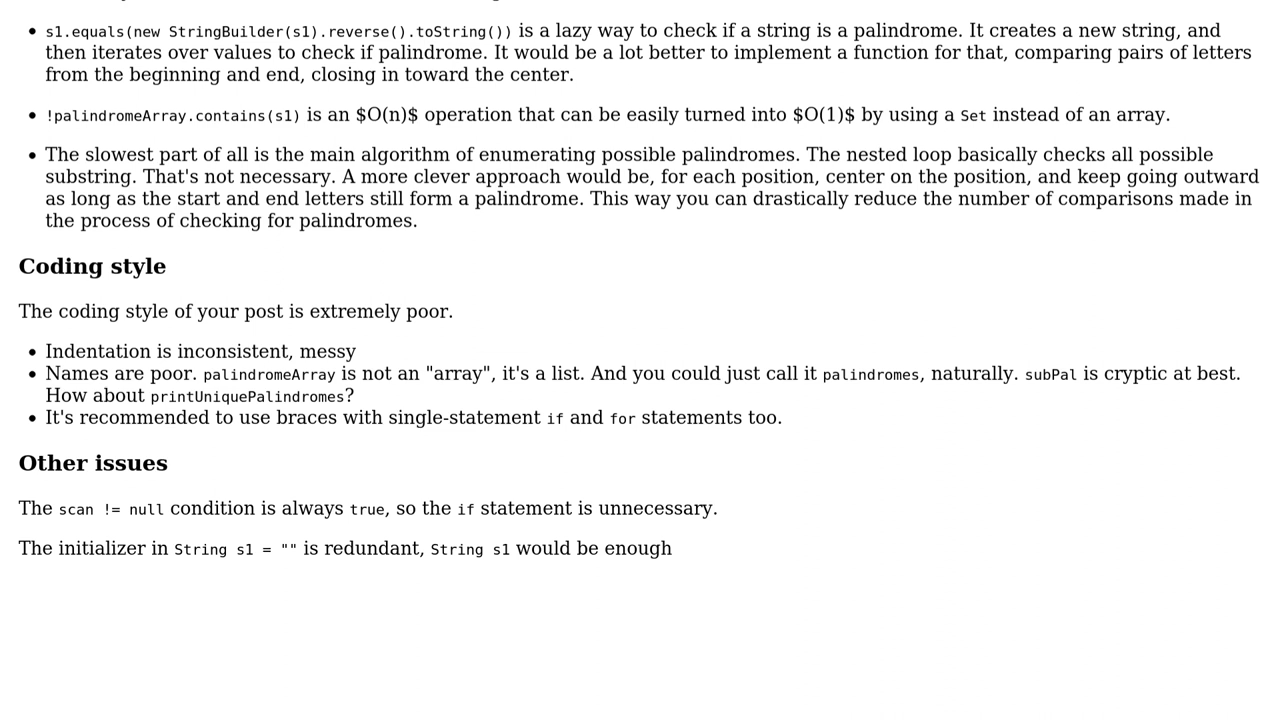 s1.equals(new StringBuilder(s1).reverse().toString()) is a lazy way to check if a string is a palindrome. It creates a new string, and
then iterates over values to check if palindrome. It would be a lot better to implement a function for that, comparing pairs of letters
from the beginning and end, closing in toward the center.
!palindromeArray.contains(s1) is an $O(n)$ operation that can be easily turned into $O(1)$ by using a Set instead of an array.
The slowest part of all is the main algorithm of enumerating possible palindromes. The nested loop basically checks all possible
substring. That's not necessary. A more clever approach would be, for each position, center on the position, and keep going outward
as long as the start and end letters still form a palindrome. This way you can drastically reduce the number of comparisons made in
the process of checking for palindromes.
Coding style
The coding style of your post is extremely poor.
Indentation is inconsistent, messy
Names are poor. palindromeArray is not an "array", it's a list. And you could just call it palindromes, naturally. subPal is cryptic at best.
How about printUniquePalindromes?
It's recommended to use braces with single-statement if and for statements too.
Other issues
The scan != null condition is always true, so the if statement is unnecessary.
The initializer in String s1 = "" is redundant, String s1 would be enough